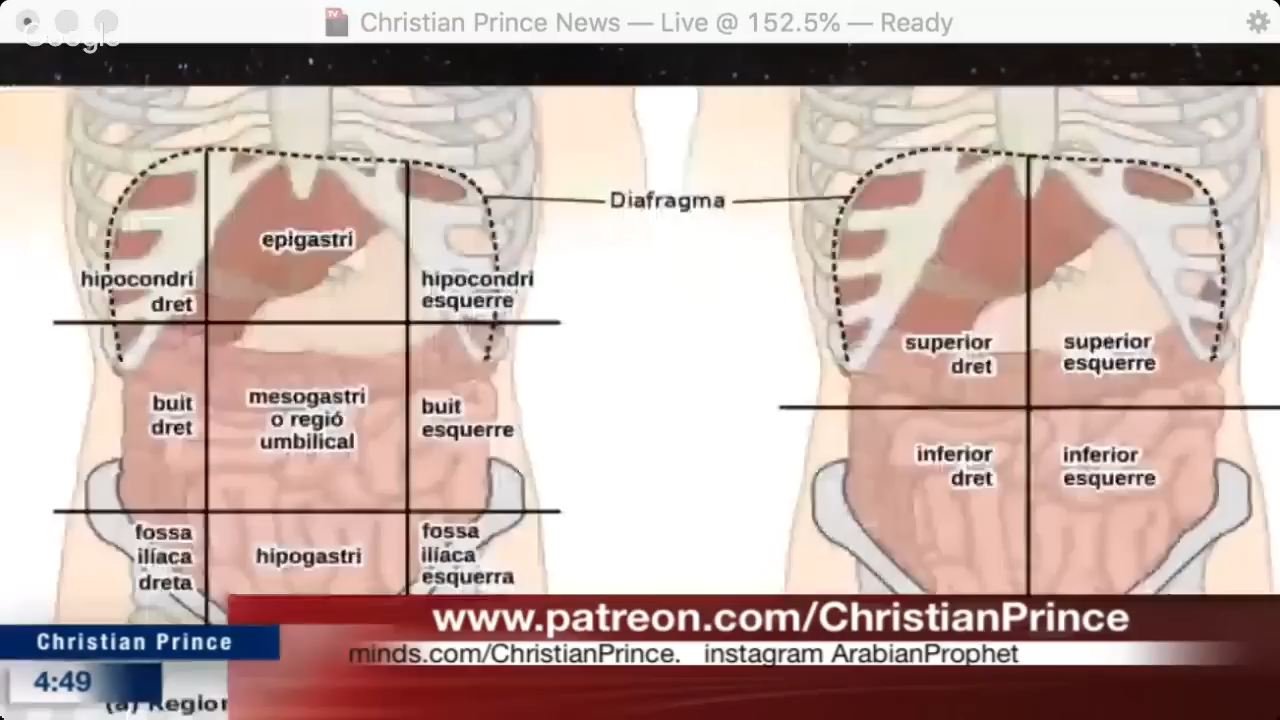 Christian Prince News — Live @ 152.5% — Ready
Google
Diafragma
epigastri
hipocondri
dret
hipocondri
esquerre
buit
dret
mesogastri
o regió
umbilical
buit
esquerre
fossa
ilíaca
dreta
hipogastri
fossa
ilíaca
esquerra
superior
dret
superior
esquerre
inferior
dret
inferior
esquerre
www.patreon.com/ChristianPrince
Christian Prince
minds.com/ChristianPrince. instagram ArabianProphet
4:49
(a) Region